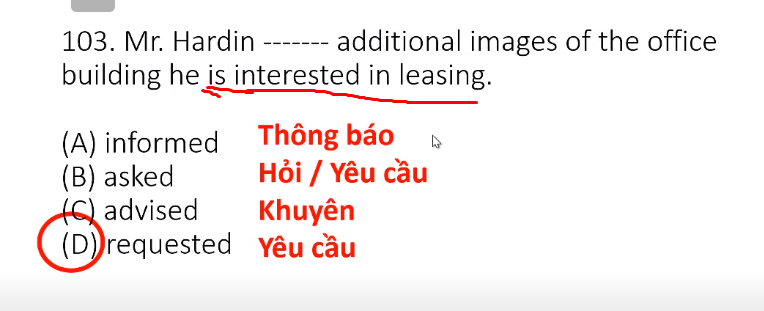 103. Mr. Hardin ------- additional images of the office
building he is interested in leasing.
(A) informed Thông báo
(B) asked Hỏi / Yêu cầu
(C) advised Khuyên
(D) requested Yêu cầu